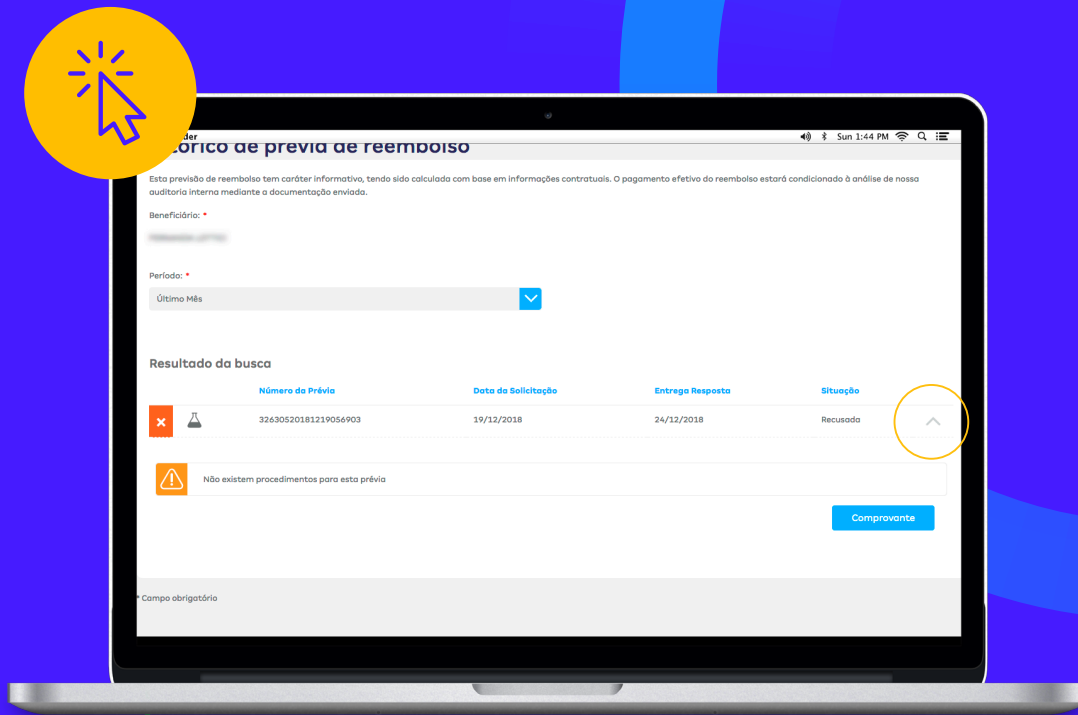 Sun 1:44 PM
de prévia de reembolso
Esta previsão de reembolso tem caráter informativo, tendo sido calculada com base em informações contratuais. O pagamento efetivo do reembolso estará condicionado à análise de nossa
auditoria interna mediante a documentação enviada.
Beneficiário: *
Período: *
Último Mês
Resultado da busca
Número da Prévia Data da Solicitação Entrega Resposta Situação
32630520181219056903 19/12/2018 24/12/2018 Recusada
Não existem procedimentos para esta prévia
Comprovante
* Campo obrigatório